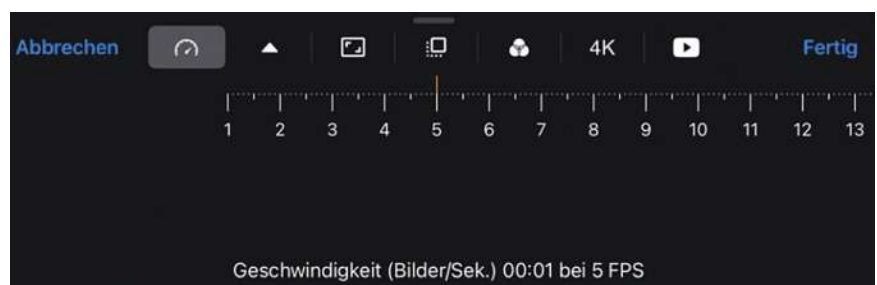 Abbrechen 4K Fertig
1 2 3 4 5 6 7 8 9 10 11 12 13
Geschwindigkeit (Bilder/Sek.) 00:01 bei 5 FPS